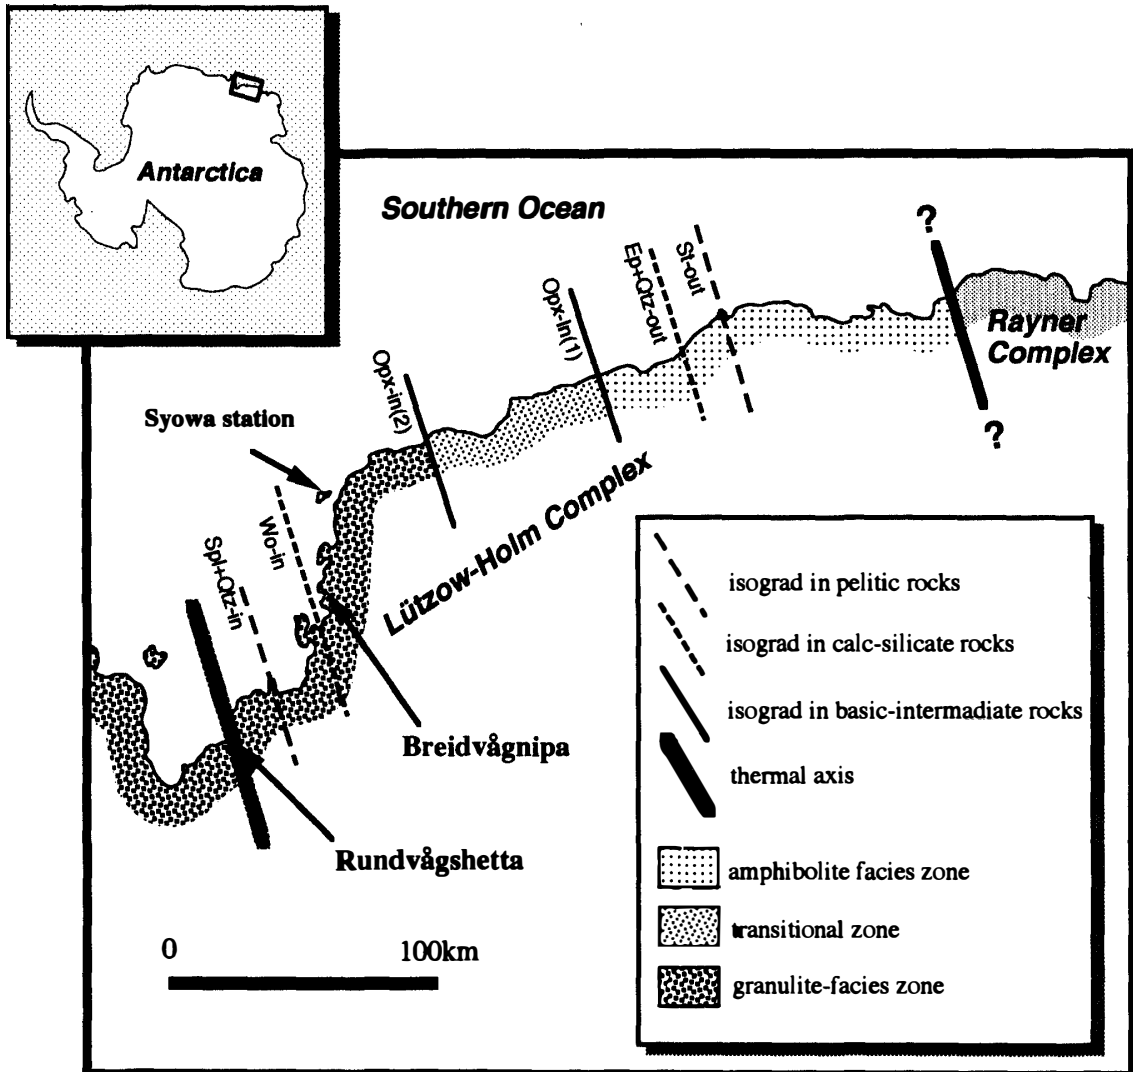 Antarctica
Southern Ocean
?
St-out
Ep+Qtz-out
Opx-in(1)
Opx-in(2)
Rayner
Complex
?
Syowa station
Wo-in
Spl+Qtz-in
Lützow-Holm Complex
Breidvågnipa
Rundvågshetta
0
100km
isograd in pelitic rocks
isograd in calc-silicate rocks
isograd in basic-intermadiate rocks
thermal axis
amphibolite facies zone
transitional zone
granulite-facies zone